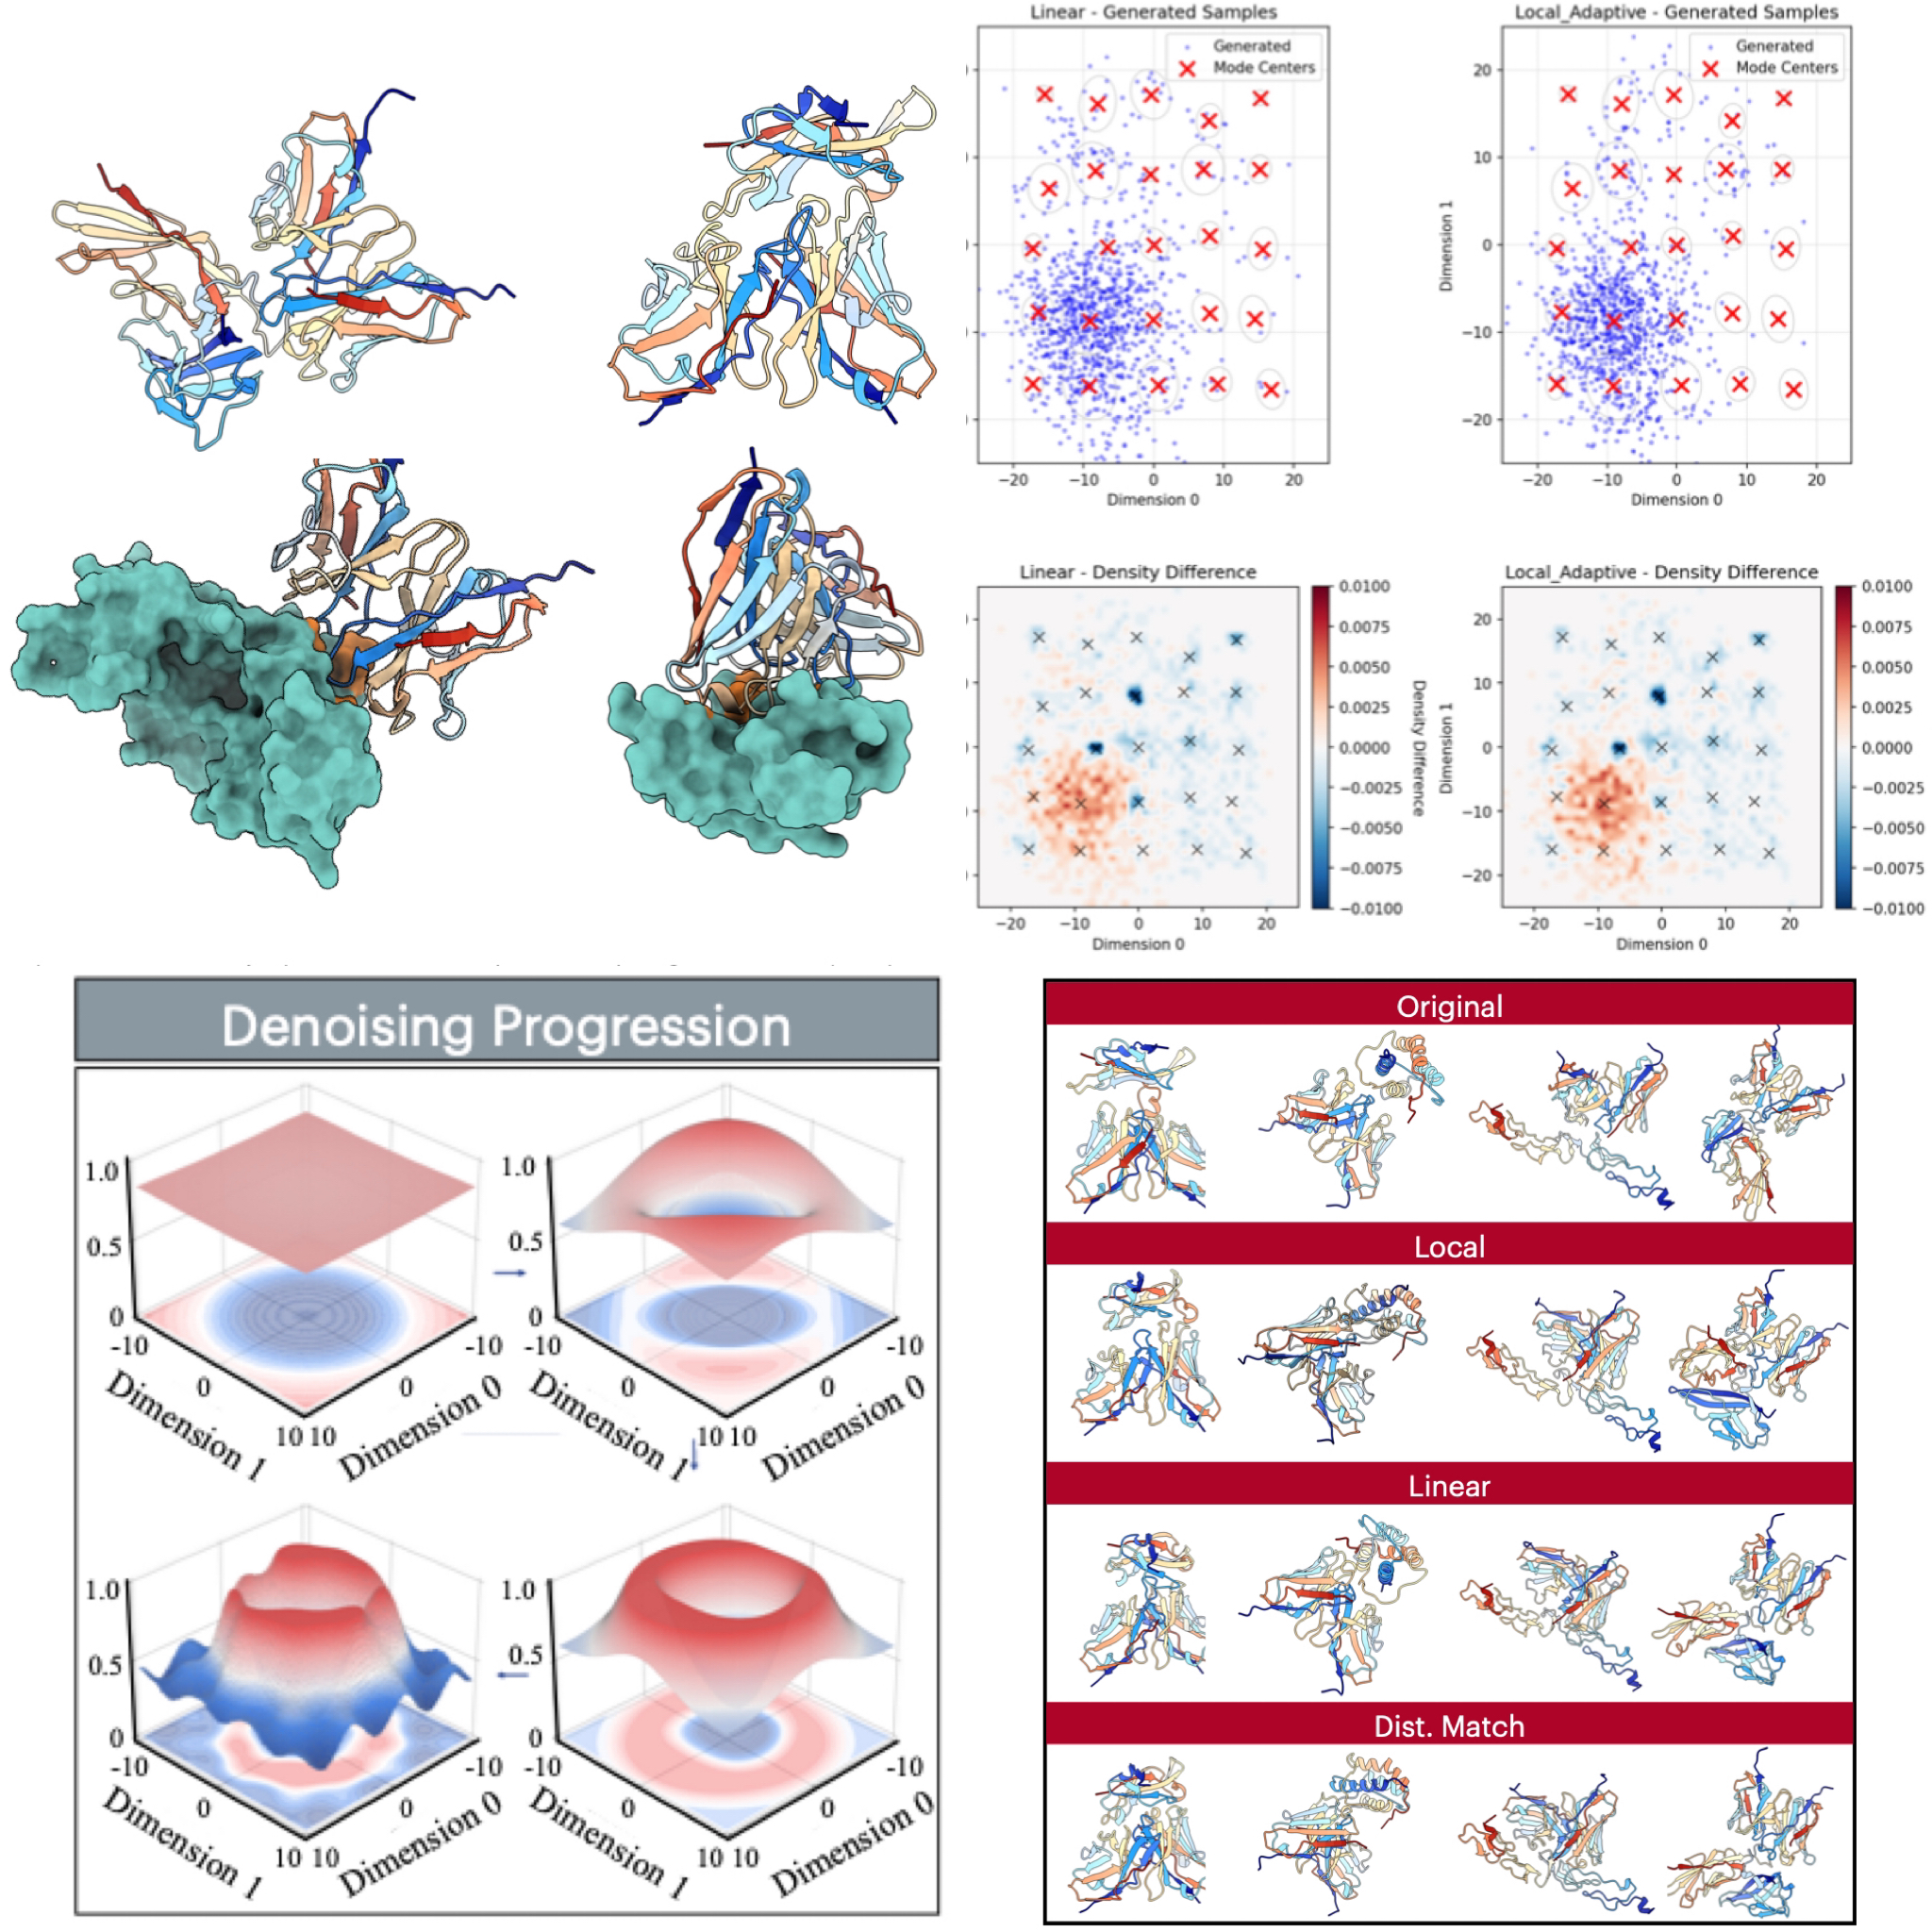 Linear - Generated Samples
Generated
Mode Centers
−20 −10 0 10 20
Dimension 0
Local_Adaptive - Generated Samples
Generated
Mode Centers
20
10
0
−10
−20
Dimension 1
−20 −10 0 10 20
Dimension 0
Linear - Density Difference
−20 −10 0 10 20
Dimension 0
0.0100
0.0075
0.0050
0.0025
0.0000
−0.0025
−0.0050
−0.0075
−0.0100
Density Difference
Local_Adaptive - Density Difference
20
10
0
−10
−20
Dimension 1
−20 −10 0 10 20
Dimension 0
0.0100
0.0075
0.0050
0.0025
0.0000
−0.0025
−0.0050
−0.0075
−0.0100
Denoising Progression
1.0
0.5
0
-10
0
10
Dimension 1
-10
0
10
Dimension 0
1.0
0.5
0
-10
0
10
Dimension 1
-10
0
10
Dimension 0
1.0
0.5
0
-10
0
10
Dimension 1
-10
0
10
Dimension 0
1.0
0.5
0
-10
0
10
Dimension 1
-10
0
10
Dimension 0
Original
Local
Linear
Dist. Match